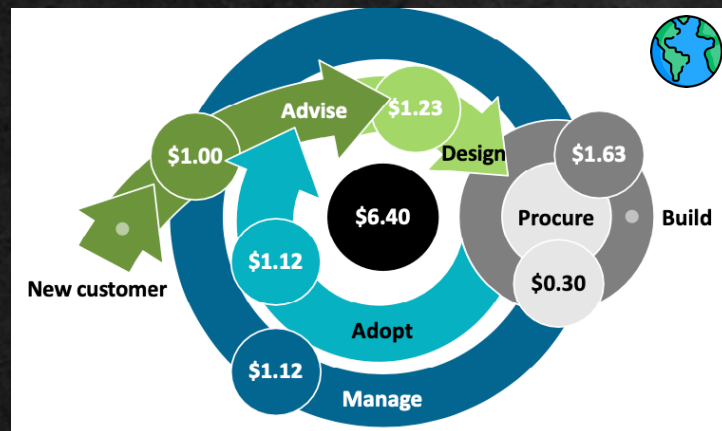 Advise
$1.23
$1.00
Design
$1.63
$6.40
Procure
Build
New customer
$1.12
$0.30
Adopt
$1.12
Manage